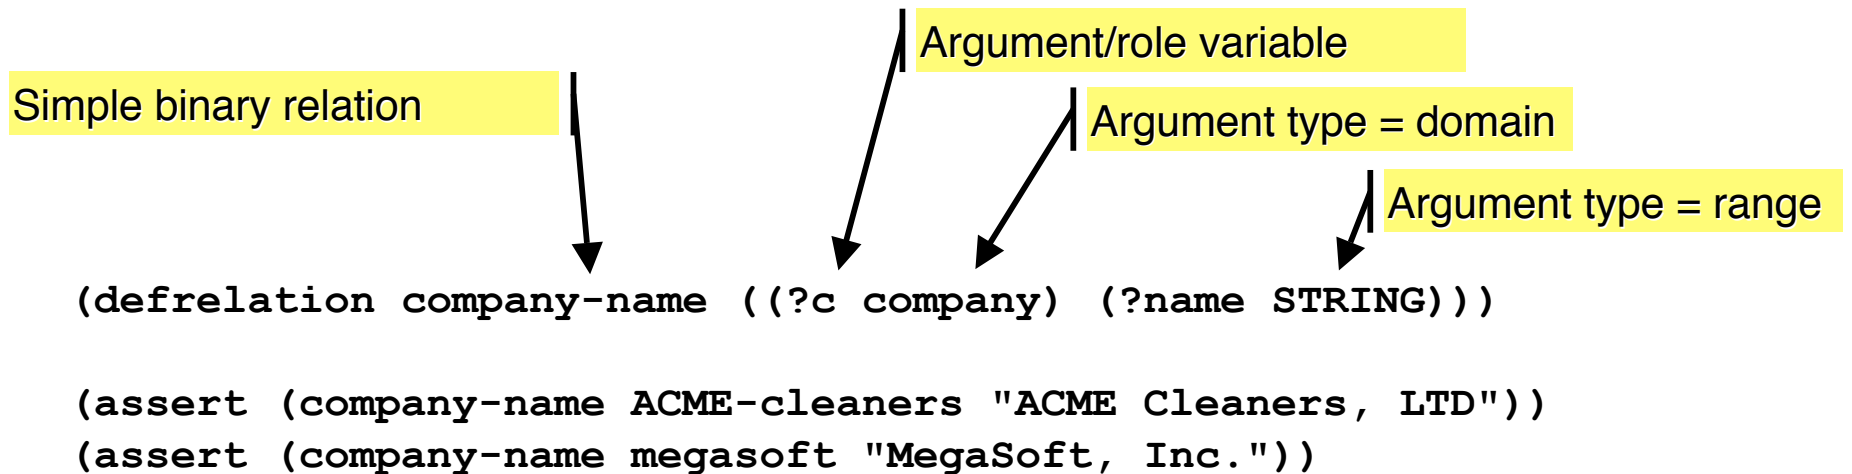 Argument/role variable
Simple binary relation
Argument type = domain
Argument type = range
(defrelation company-name ((?c company) (?name STRING)))
(assert (company-name ACME-cleaners "ACME Cleaners, LTD"))
(assert (company-name megasoft "MegaSoft, Inc."))